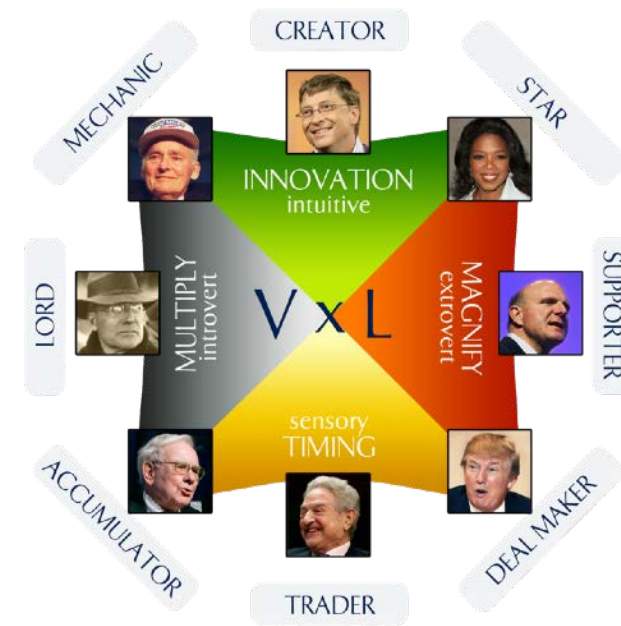 CREATOR
MECHANIC
STAR
INNOVATION
intuitive
LORD
MULTIPLY
introvert
V x L
MAGNIFY
extrovert
SUPPORTER
sensory
TIMING
ACCUMULATOR
DEAL MAKER
TRADER